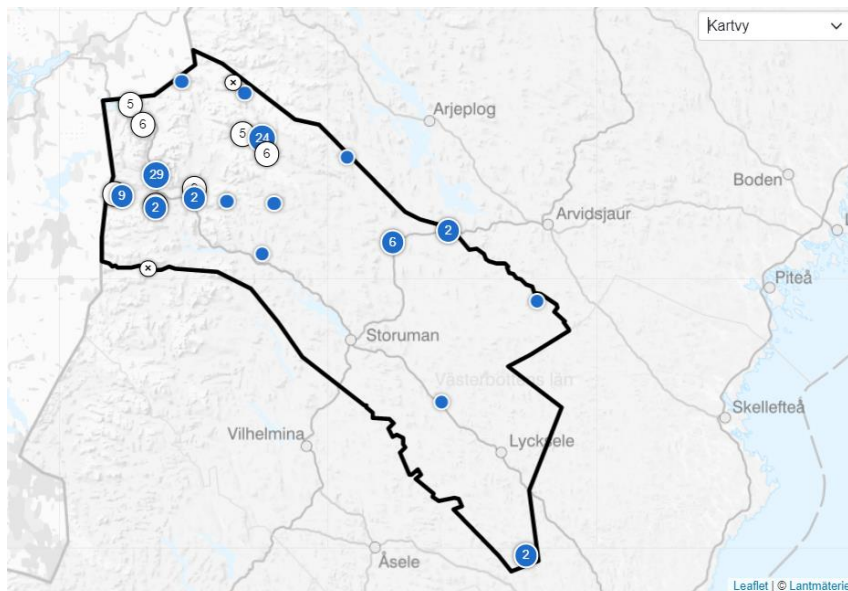 Kartvy
×
5
Arjeplog
6
5
24
6
29
Boden
9
2
2
Arvidsjaur
2
6
×
Piteå
Storuman
Västerbottens län
Skellefteå
Vilhelmina
Lycksele
2
Åsele
Leaflet | © Lantmäterie